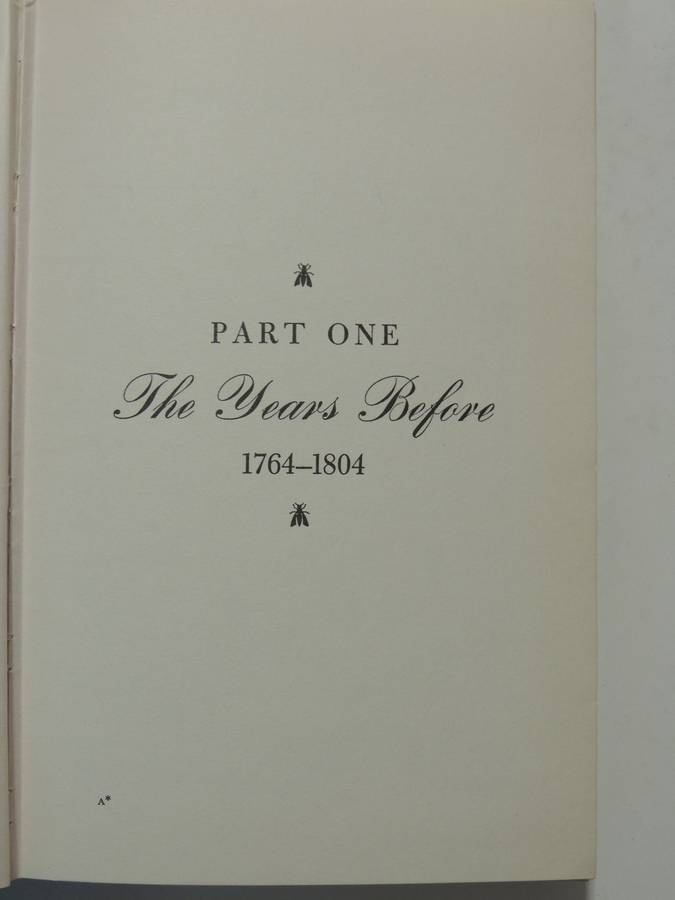 PART ONE
The Years Before
1764–1804
A*